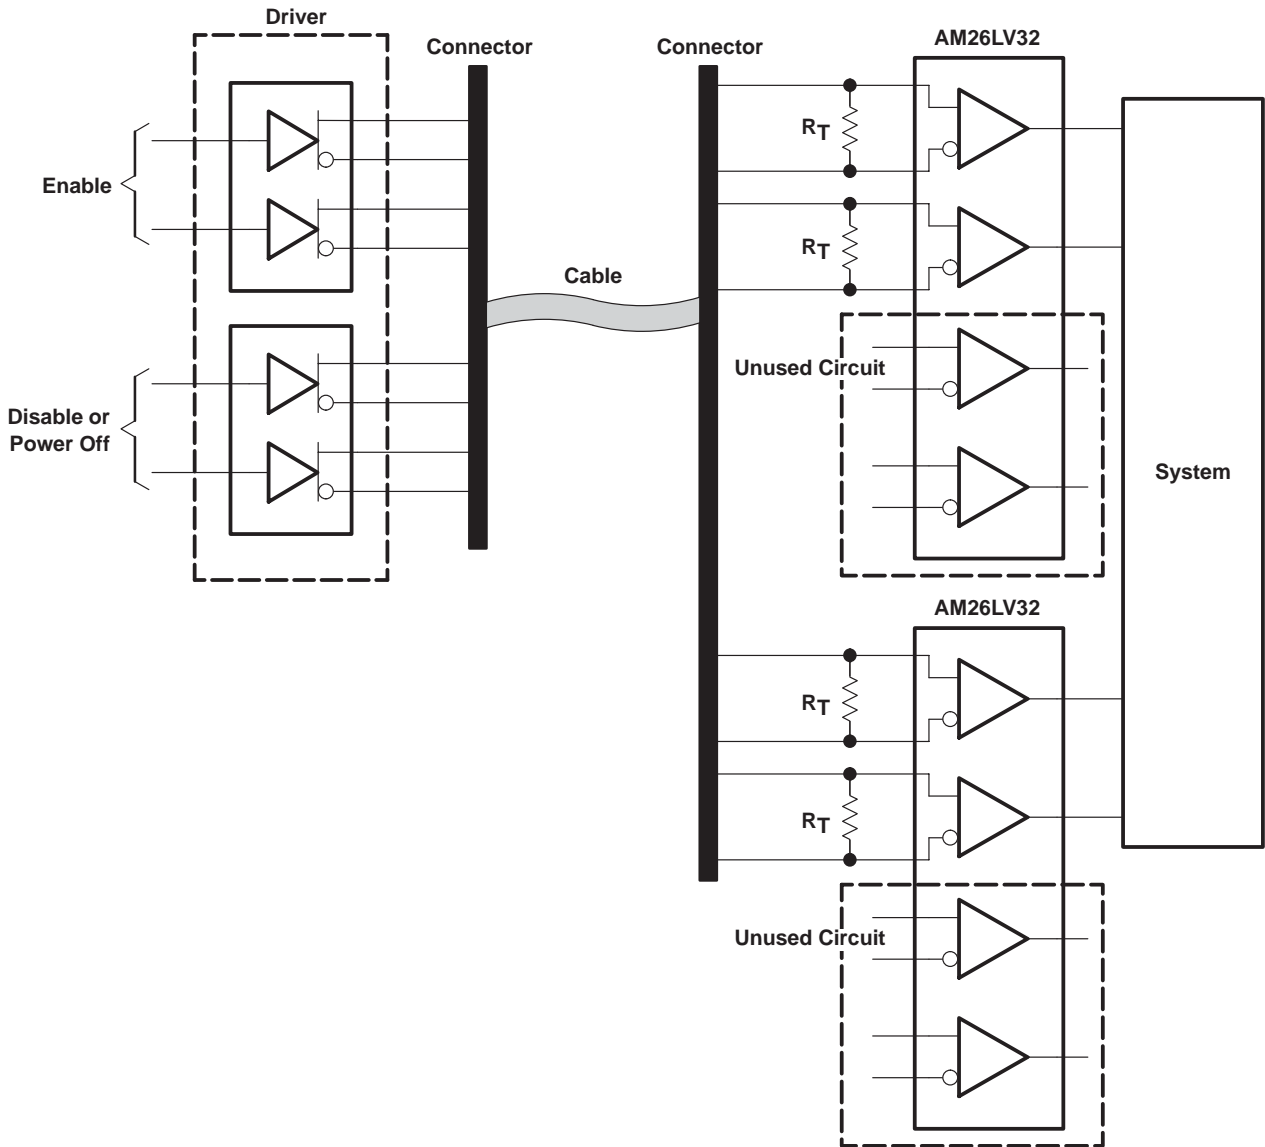 Driver
Connector
Connector
AM26LV32
Enable
Disable or
Power Off
Cable
RT
RT
Unused Circuit
System
AM26LV32
RT
RT
Unused Circuit